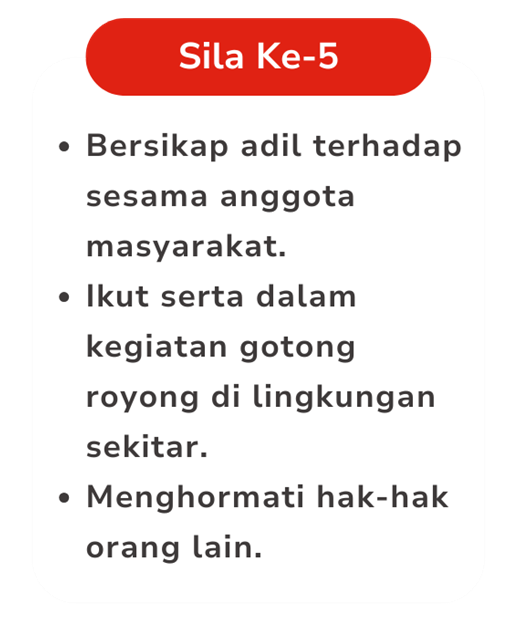 Sila Ke-5
• Bersikap adil terhadap
sesama anggota
masyarakat.
• Ikut serta dalam
kegiatan gotong
royong di lingkungan
sekitar.
• Menghormati hak-hak
orang lain.